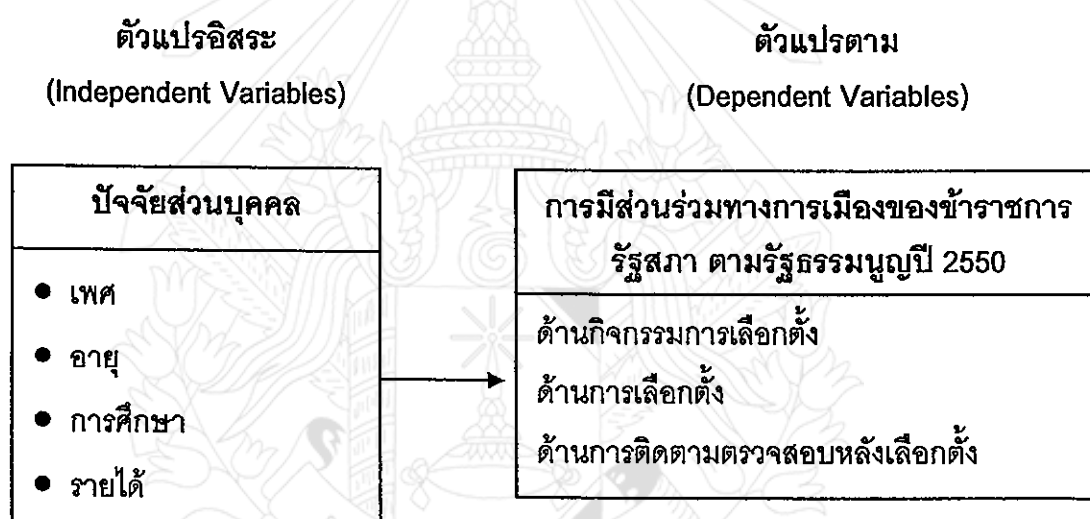 ตัวแปรอิสระ
(Independent Variables)
ปัจจัยส่วนบุคคล
● เพศ
● อายุ
● การศึกษา
● รายได้
ตัวแปรตาม
(Dependent Variables)
การมีส่วนร่วมทางการเมืองของข้าราชการ
รัฐสภา ตามรัฐธรรมนูญปี 2550
ด้านกิจกรรมการเลือกตั้ง
ด้านการเลือกตั้ง
ด้านการติดตามตรวจสอบหลังเลือกตั้ง